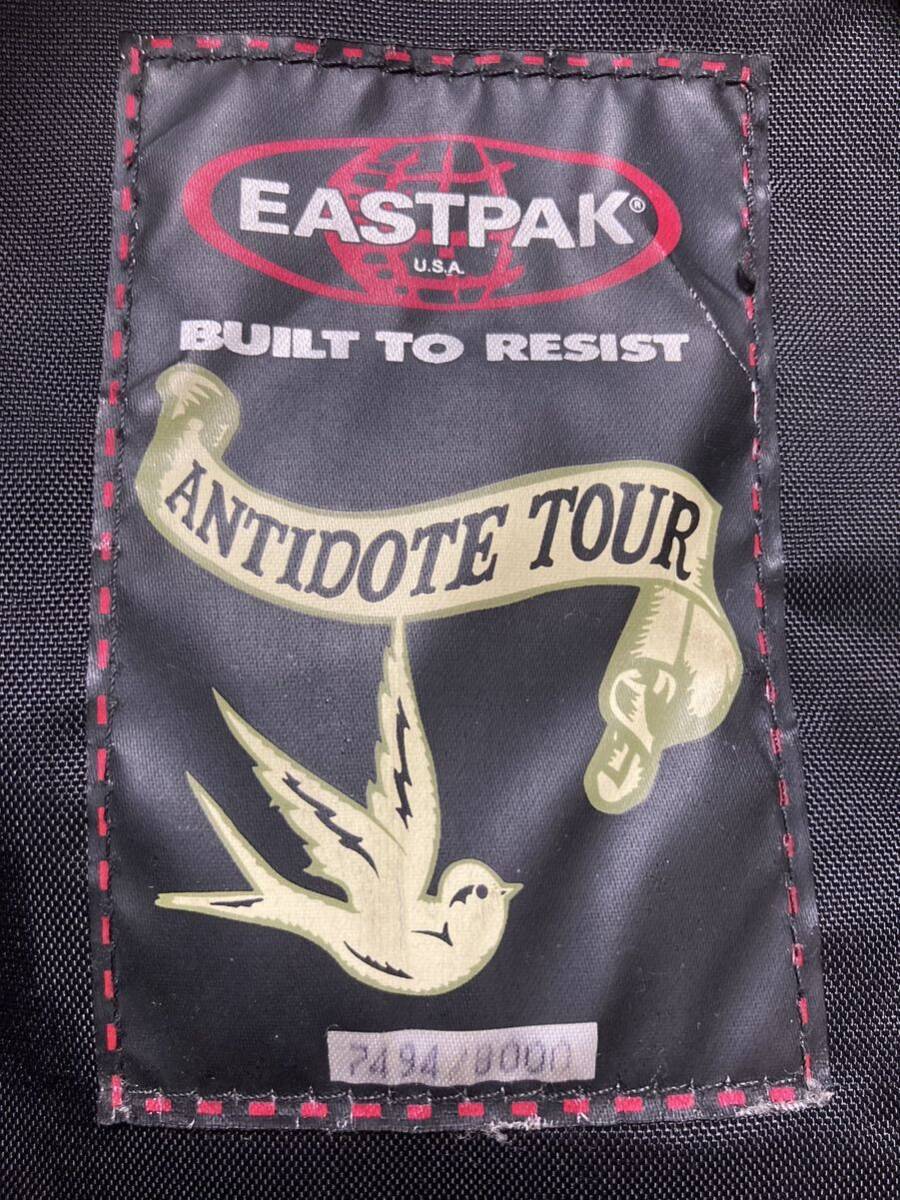 EASTPAK®
U.S.A.
BUILT TO RESIST
ANTIDOTE TOUR
7494/8000